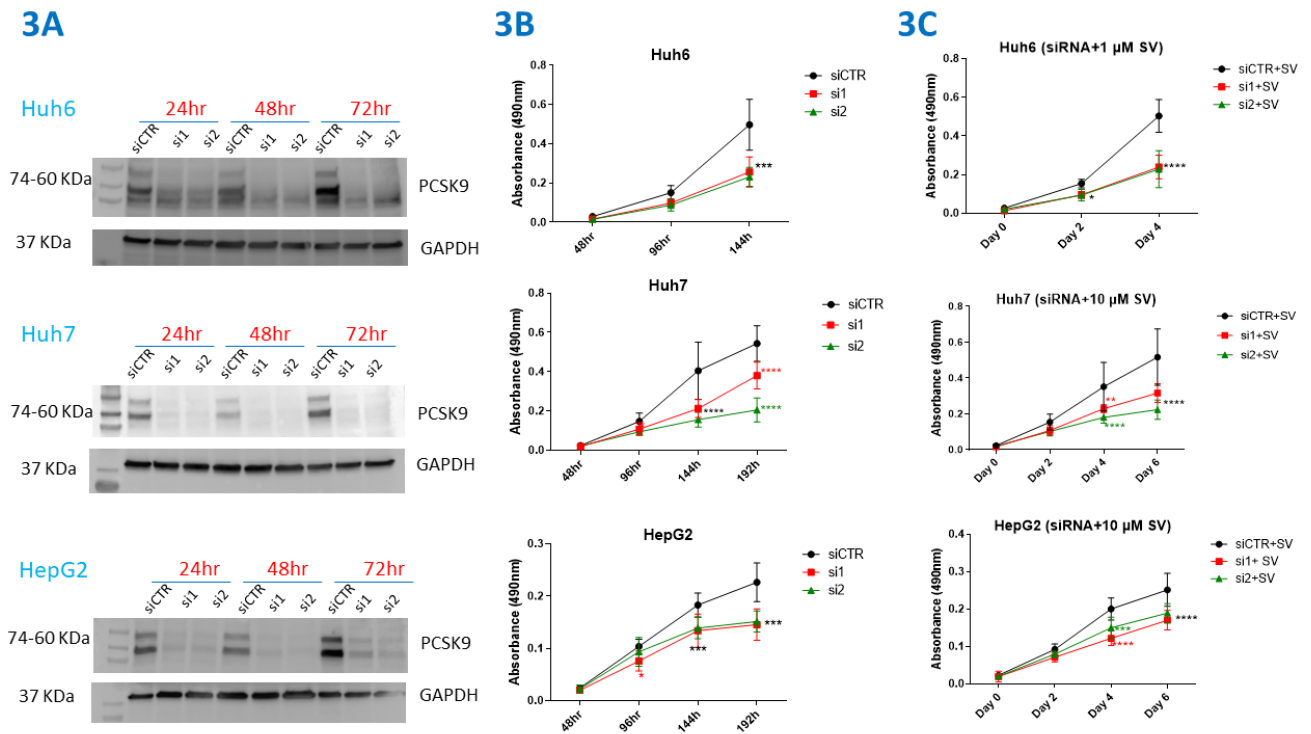 3A
Huh6
24hr 48hr 72hr
siCTR si1 si2 siCTR si1 si2 siCTR si1 si2
74-60 KDa
PCSK9
37 KDa
GAPDH
Huh7
24hr 48hr 72hr
siCTR si1 si2 siCTR si1 si2 siCTR si1 si2
74-60 KDa
PCSK9
37 KDa
GAPDH
HepG2
24hr 48hr 72hr
siCTR si1 si2 siCTR si1 si2 siCTR si1 si2
74-60 KDa
PCSK9
37 KDa
GAPDH
3B
Huh6
Absorbance (490nm)
0.8
0.6
0.4
0.2
0.0
48hr 96hr 144h
siCTR
si1
si2
***
Huh7
Absorbance (490nm)
0.8
0.6
0.4
0.2
0.0
48hr 96hr 144h 192h
siCTR
si1
si2
****
****
****
HepG2
Absorbance (490nm)
0.3
0.2
0.1
0.0
48hr 96hr 144h 192h
siCTR
si1
si2
*
***
***
3C
Huh6 (siRNA+1 µM SV)
Absorbance (490nm)
0.8
0.6
0.4
0.2
0.0
Day 0 Day 2 Day 4
siCTR+SV
si1+SV
si2+SV
*
****
Huh7 (siRNA+10 µM SV)
Absorbance (490nm)
0.8
0.6
0.4
0.2
0.0
Day 0 Day 2 Day 4 Day 6
siCTR+SV
si1+SV
si2+SV
**
****
****
HepG2 (siRNA+10 µM SV)
Absorbance (490nm)
0.4
0.3
0.2
0.1
0.0
Day 0 Day 2 Day 4 Day 6
siCTR+SV
si1+ SV
si2+SV
****
****